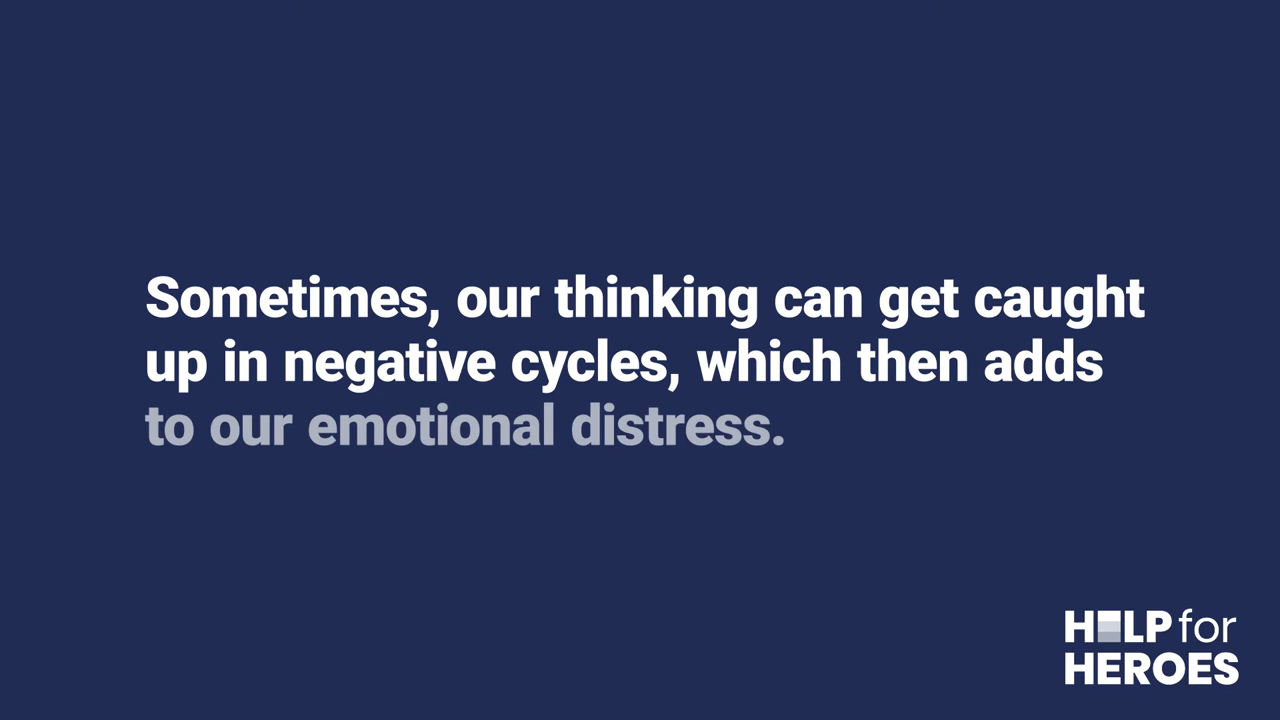 Sometimes, our thinking can get caught
up in negative cycles, which then adds
to our emotional distress.
HELP for
HEROES